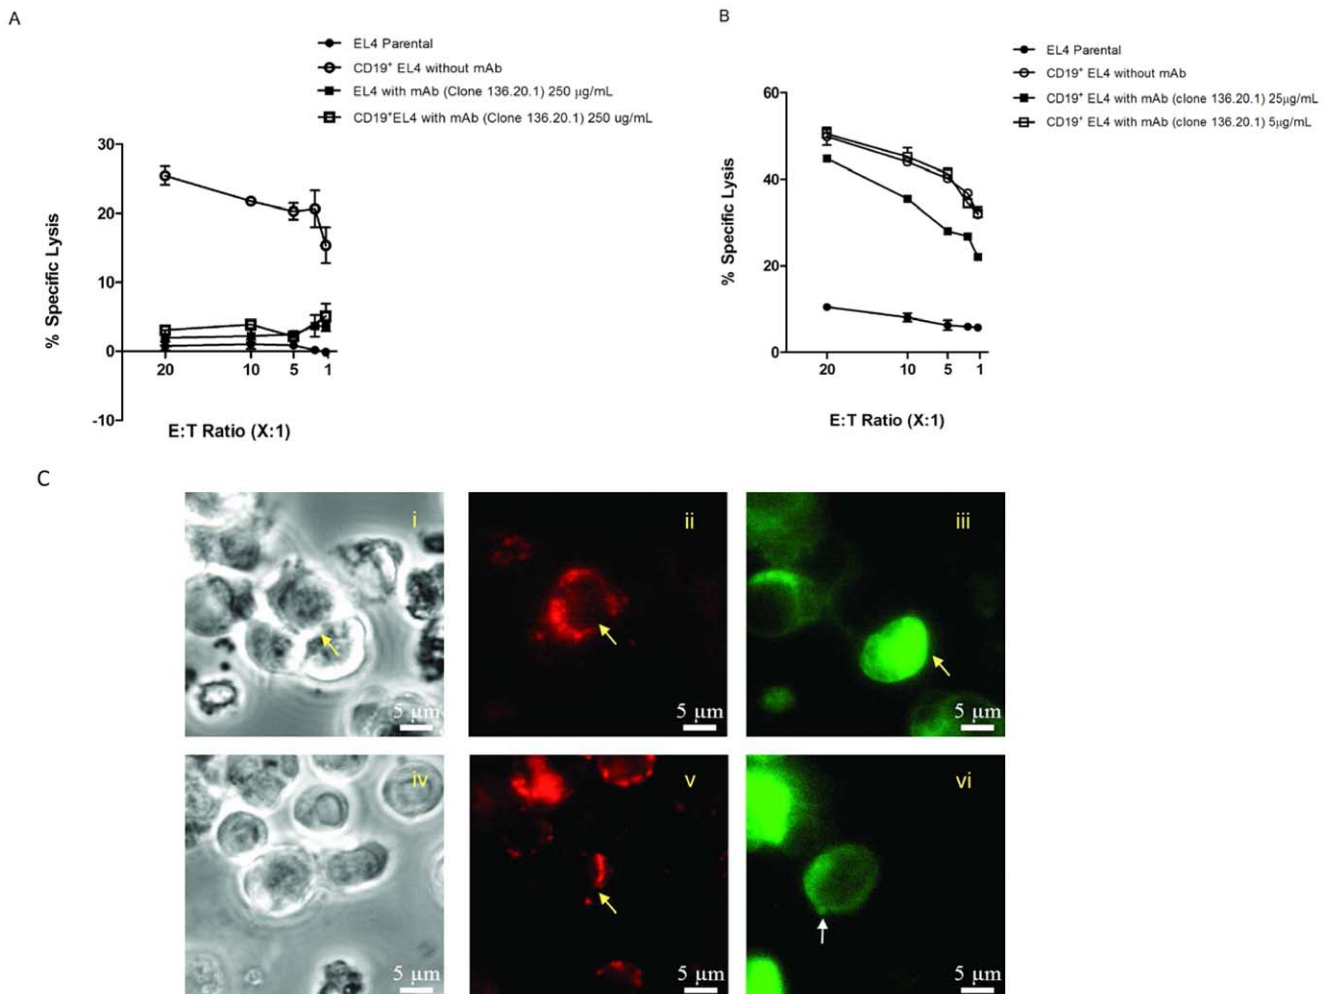 A
EL4 Parental
CD19⁺ EL4 without mAb
EL4 with mAb (Clone 136.20.1) 250 µg/mL
CD19⁺EL4 with mAb (Clone 136.20.1) 250 ug/mL
30
20
10
0
-10
% Specific Lysis
20 10 5 1
E:T Ratio (X:1)
B
EL4 Parental
CD19⁺ EL4 without mAb
CD19⁺ EL4 with mAb (clone 136.20.1) 25µg/mL
CD19⁺ EL4 with mAb (clone 136.20.1) 5µg/mL
60
40
20
0
% Specific Lysis
20 10 5 1
E:T Ratio (X:1)
C
i
5 µm
ii
5 µm
iii
5 µm
iv
5 µm
v
5 µm
vi
5 µm